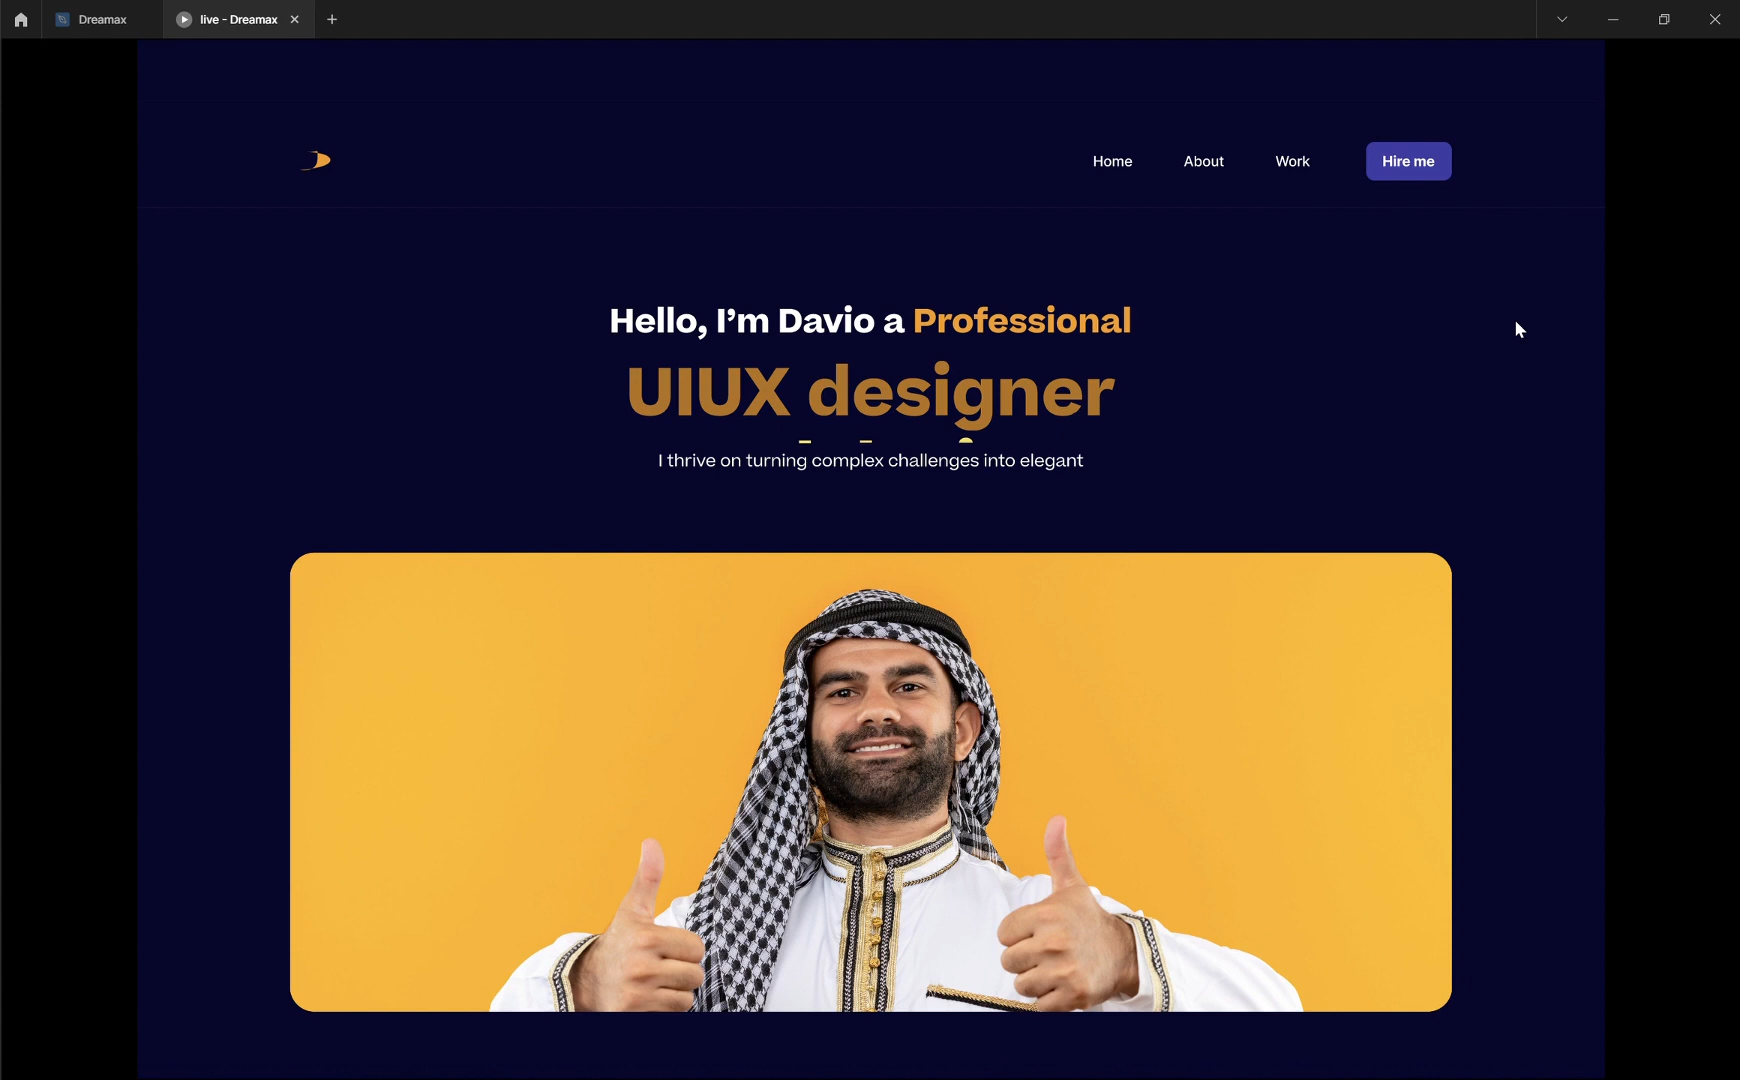 Dreamax
live - Dreamax
Home
About
Work
Hire me
Hello, I’m Davio a Professional
UIUX designer
I thrive on turning complex challenges into elegant